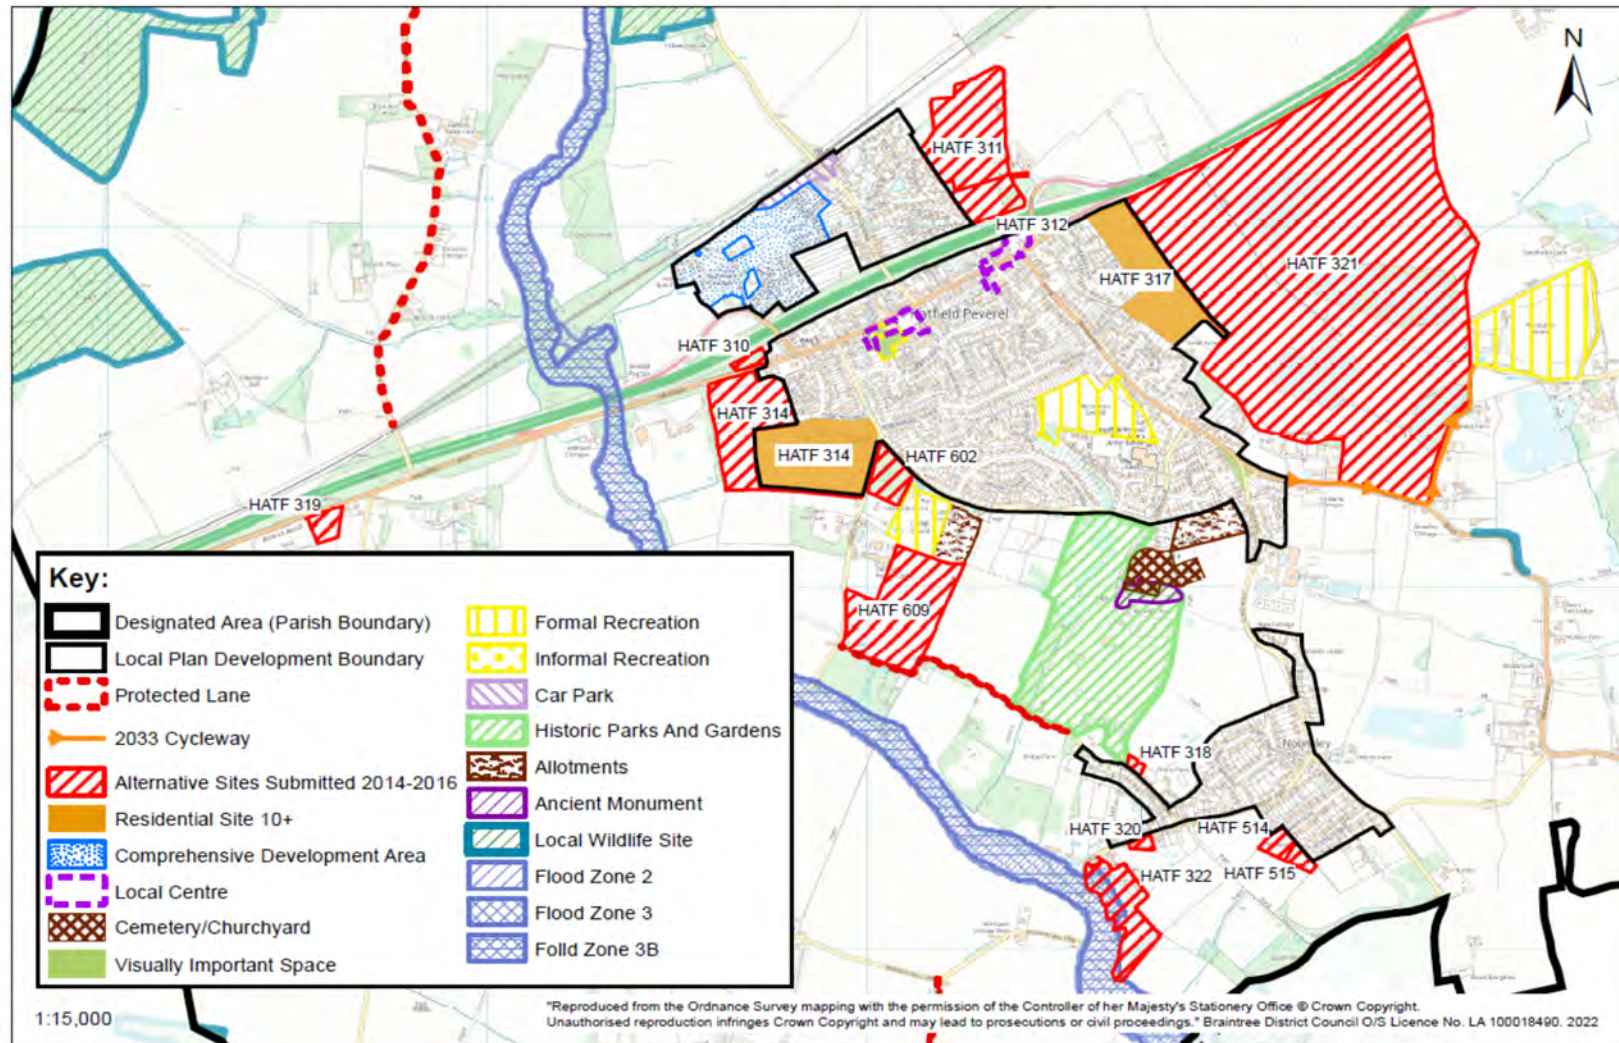 N
HATF 311
HATF 312
HATF 321
HATF 317
Hatfield Peverel
HATF 310
HATF 314
HATF 314
HATF 602
HATF 319
HATF 609
HATF 318
Nounsley
HATF 320
HATF 514
HATF 322
HATF 515
Key:
Designated Area (Parish Boundary)
Local Plan Development Boundary
Protected Lane
2033 Cycleway
Alternative Sites Submitted 2014-2016
Residential Site 10+
Comprehensive Development Area
Local Centre
Cemetery/Churchyard
Visually Important Space
Formal Recreation
Informal Recreation
Car Park
Historic Parks And Gardens
Allotments
Ancient Monument
Local Wildlife Site
Flood Zone 2
Flood Zone 3
Folld Zone 3B
1:15,000
"Reproduced from the Ordnance Survey mapping with the permission of the Controller of her Majesty's Stationery Office © Crown Copyright.
Unauthorised reproduction infringes Crown Copyright and may lead to prosecutions or civil proceedings." Braintree District Council O/S Licence No. LA 100018490. 2022